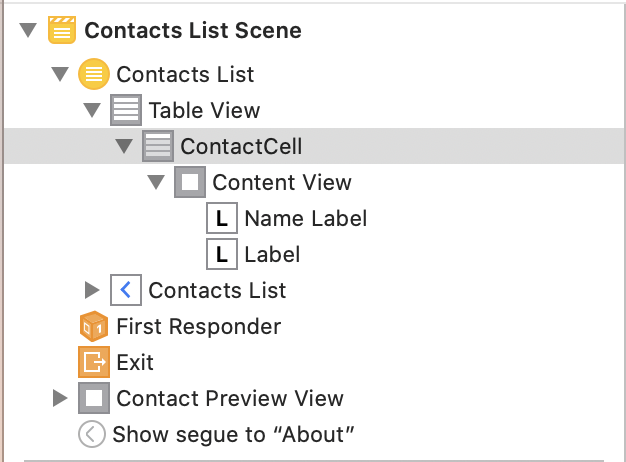 Contacts List Scene
Contacts List
Table View
ContactCell
Content View
L Name Label
L Label
Contacts List
First Responder
Exit
Contact Preview View
Show segue to “About”